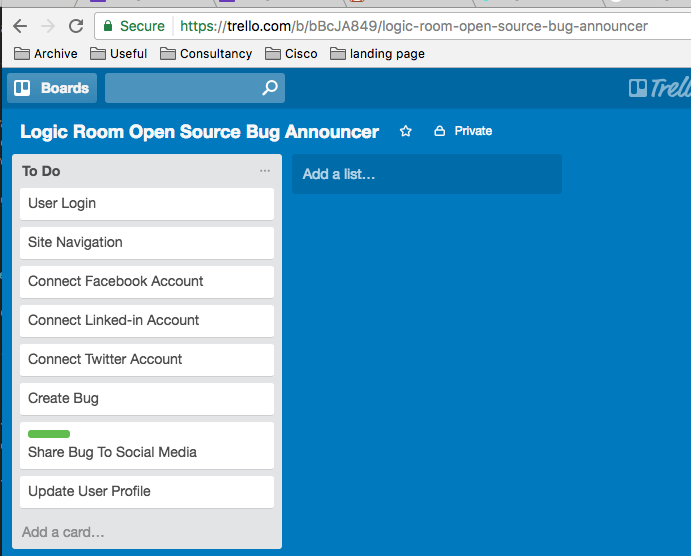 Secure https://trello.com/b/bBcJA849/logic-room-open-source-bug-announcer
Archive Useful Consultancy Cisco landing page
Boards
Logic Room Open Source Bug Announcer Private
To Do ...
Add a list...
User Login
Site Navigation
Connect Facebook Account
Connect Linked-in Account
Connect Twitter Account
Create Bug
Share Bug To Social Media
Update User Profile
Add a card...